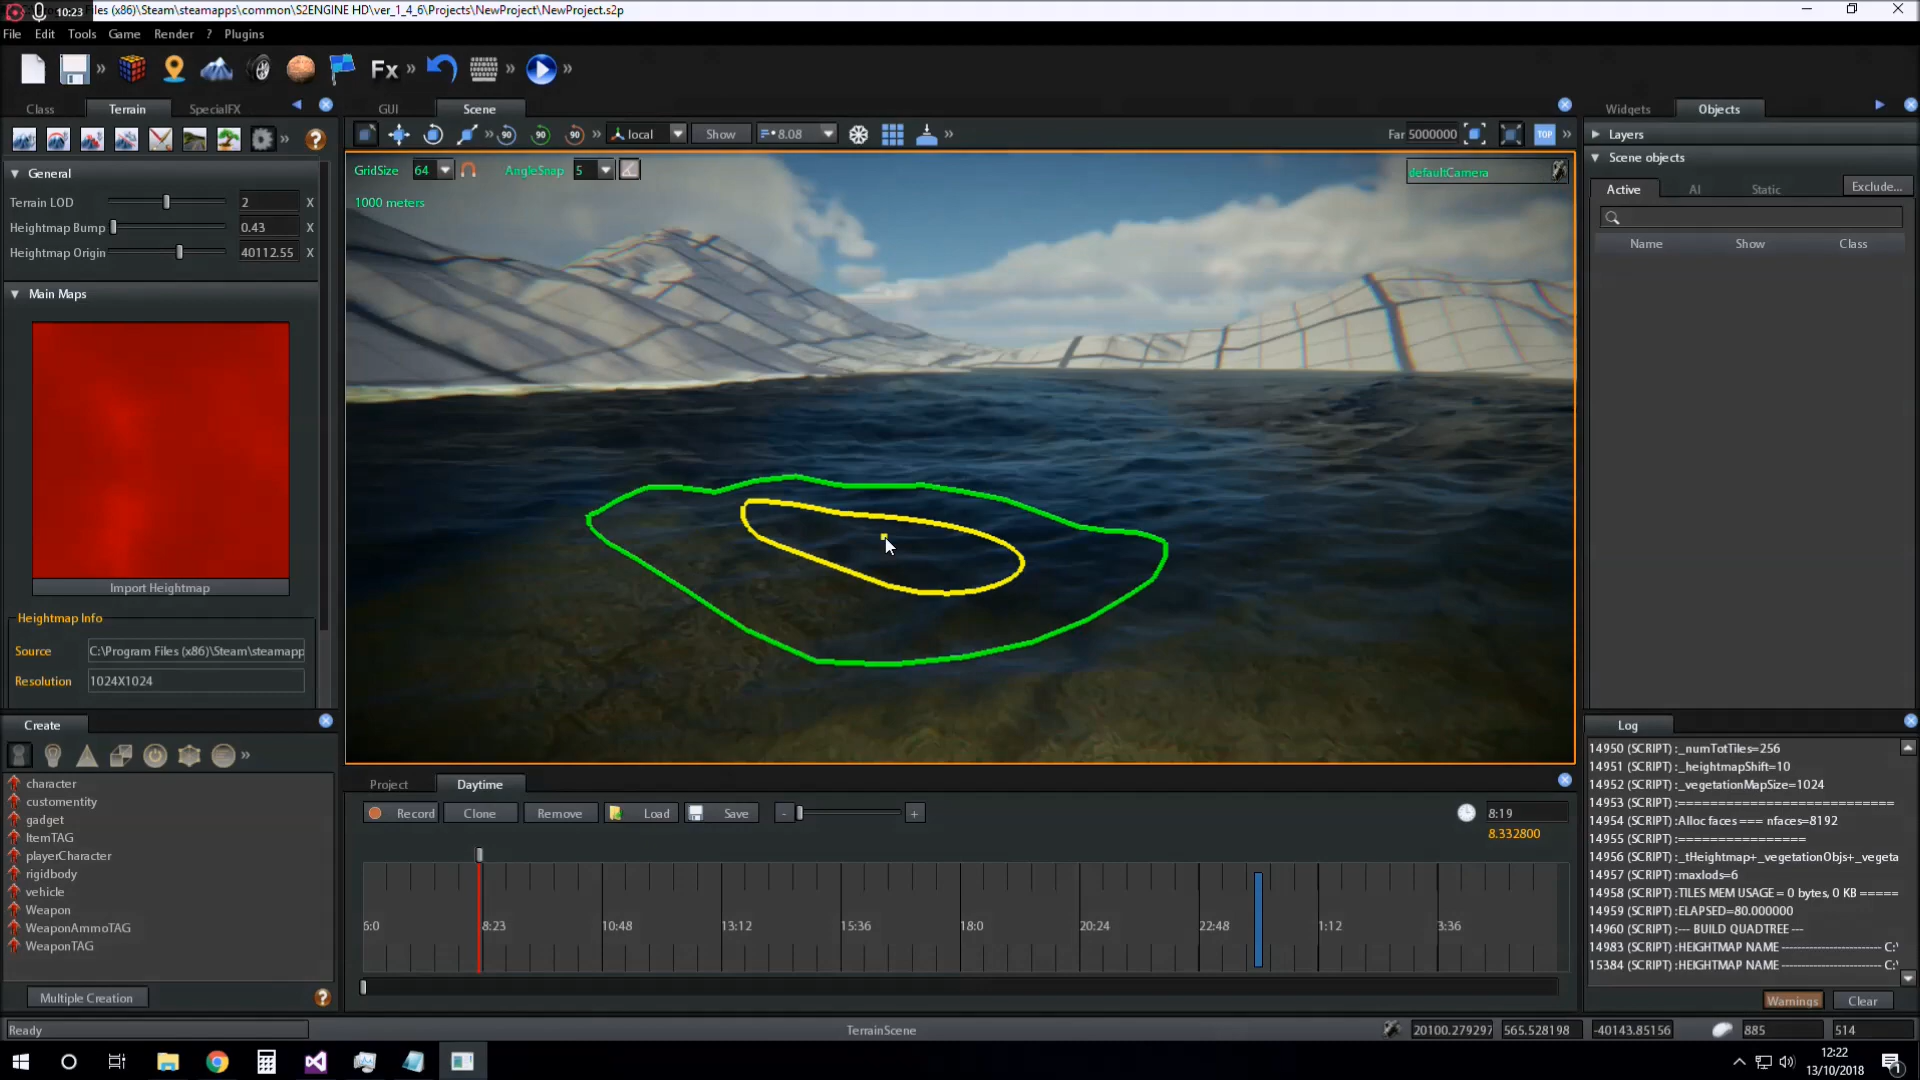 10:23
Files (x86)\Steam\steamapps\common\S2ENGINE HD\ver_1_4_6\Projects\NewProject\NewProject.s2p
File Edit Tools Game Render ? Plugins
Fx
Class Terrain SpecialFX
GUI Scene
Widgets Objects
90 90 90 local Show 8.08 Far 5000000 TOP
Layers
Scene objects
Active AI Static Exclude...
Name Show Class
General
Terrain LOD 2 X
Heightmap Bump 0.43 X
Heightmap Origin 40112.55 X
Main Maps
Import Heightmap
Heightmap Info
Source C:\Program Files (x86)\Steam\steamapp
Resolution 1024X1024
GridSize 64 AngleSnap 5
defaultCamera
1000 meters
Create
character
customentity
gadget
ItemTAG
playerCharacter
rigidbody
vehicle
Weapon
WeaponAmmoTAG
WeaponTAG
Multiple Creation
Project Daytime
Record Clone Remove Load Save - +
8:19
8.332800
6:0 8:23 10:48 13:12 15:36 18:0 20:24 22:48 1:12 3:36
Log
14950 (SCRIPT) :_numTotTiles=256
14951 (SCRIPT) :_heightmapShift=10
14952 (SCRIPT) :_vegetationMapSize=1024
14953 (SCRIPT) :===========================
14954 (SCRIPT) :Alloc faces === nfaces=8192
14955 (SCRIPT) :================
14956 (SCRIPT) :_tHeightmap+_vegetationObjs+_vegeta
14957 (SCRIPT) :maxlods=6
14958 (SCRIPT) :TILES MEM USAGE = 0 bytes, 0 KB =====
14959 (SCRIPT) :ELAPSED=80.000000
14960 (SCRIPT) :--- BUILD QUADTREE ---
14983 (SCRIPT) :HEIGHTMAP NAME -------------------------- C:\
15384 (SCRIPT) :HEIGHTMAP NAME -------------------------- C:\
Warnings Clear
Ready
TerrainScene
20100.279297 565.528198 -40143.85156 885 514
12:22
13/10/2018
1